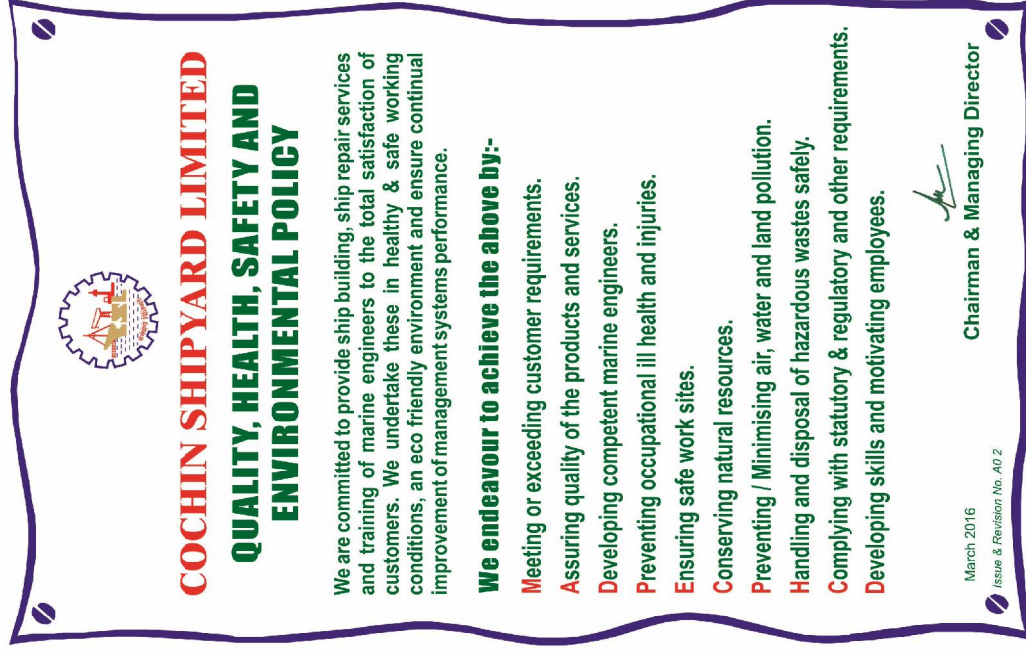 COCHIN SHIPYARD LIMITED
QUALITY, HEALTH, SAFETY AND
ENVIRONMENTAL POLICY
We are committed to provide ship building, ship repair services
and training of marine engineers to the total satisfaction of
customers. We undertake these in healthy & safe working
conditions, an eco friendly environment and ensure continual
improvement of management systems performance.
We endeavour to achieve the above by:-
Meeting or exceeding customer requirements.
Assuring quality of the products and services.
Developing competent marine engineers.
Preventing occupational ill health and injuries.
Ensuring safe work sites.
Conserving natural resources.
Preventing / Minimising air, water and land pollution.
Handling and disposal of hazardous wastes safely.
Complying with statutory & regulatory and other requirements.
Developing skills and motivating employees.
March 2016
Chairman & Managing Director
Issue & Revision No. A0 2